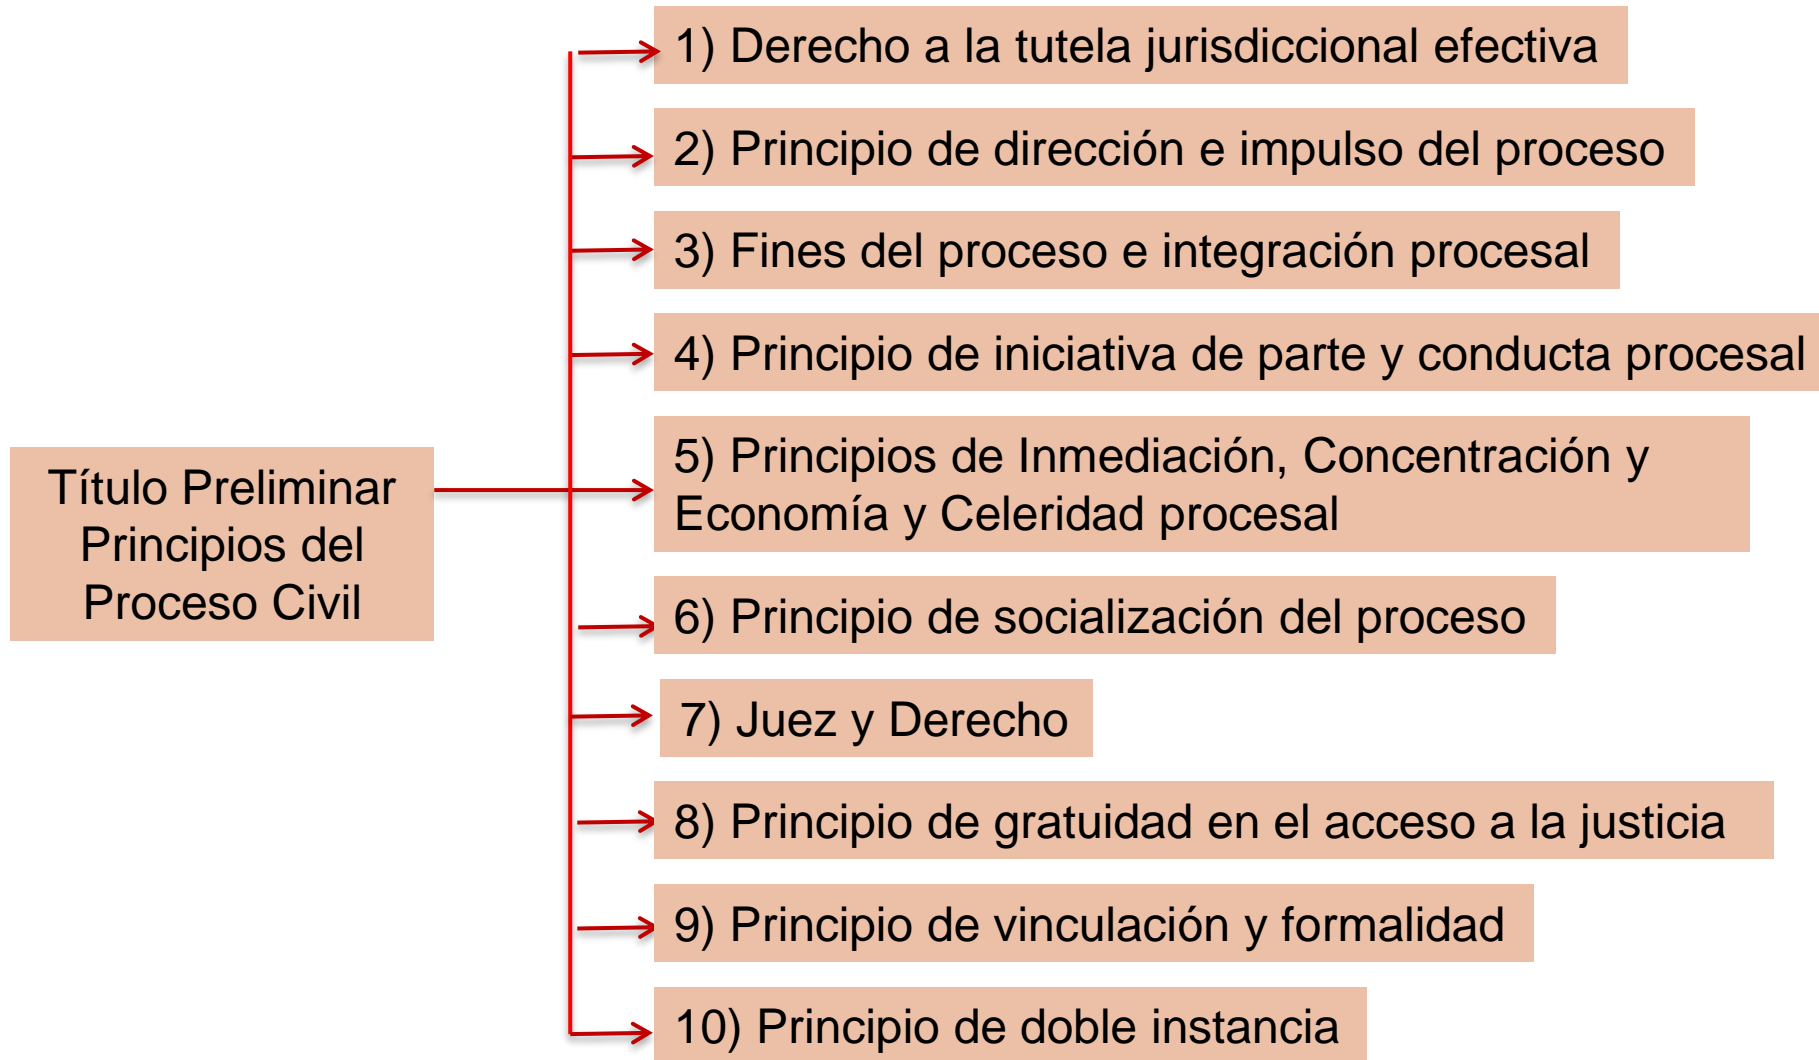 1) Derecho a la tutela jurisdiccional efectiva
2) Principio de dirección e impulso del proceso
3) Fines del proceso e integración procesal
4) Principio de iniciativa de parte y conducta procesal
Título Preliminar
Principios del
Proceso Civil
5) Principios de Inmediación, Concentración y
Economía y Celeridad procesal
6) Principio de socialización del proceso
7) Juez y Derecho
8) Principio de gratuidad en el acceso a la justicia
9) Principio de vinculación y formalidad
10) Principio de doble instancia